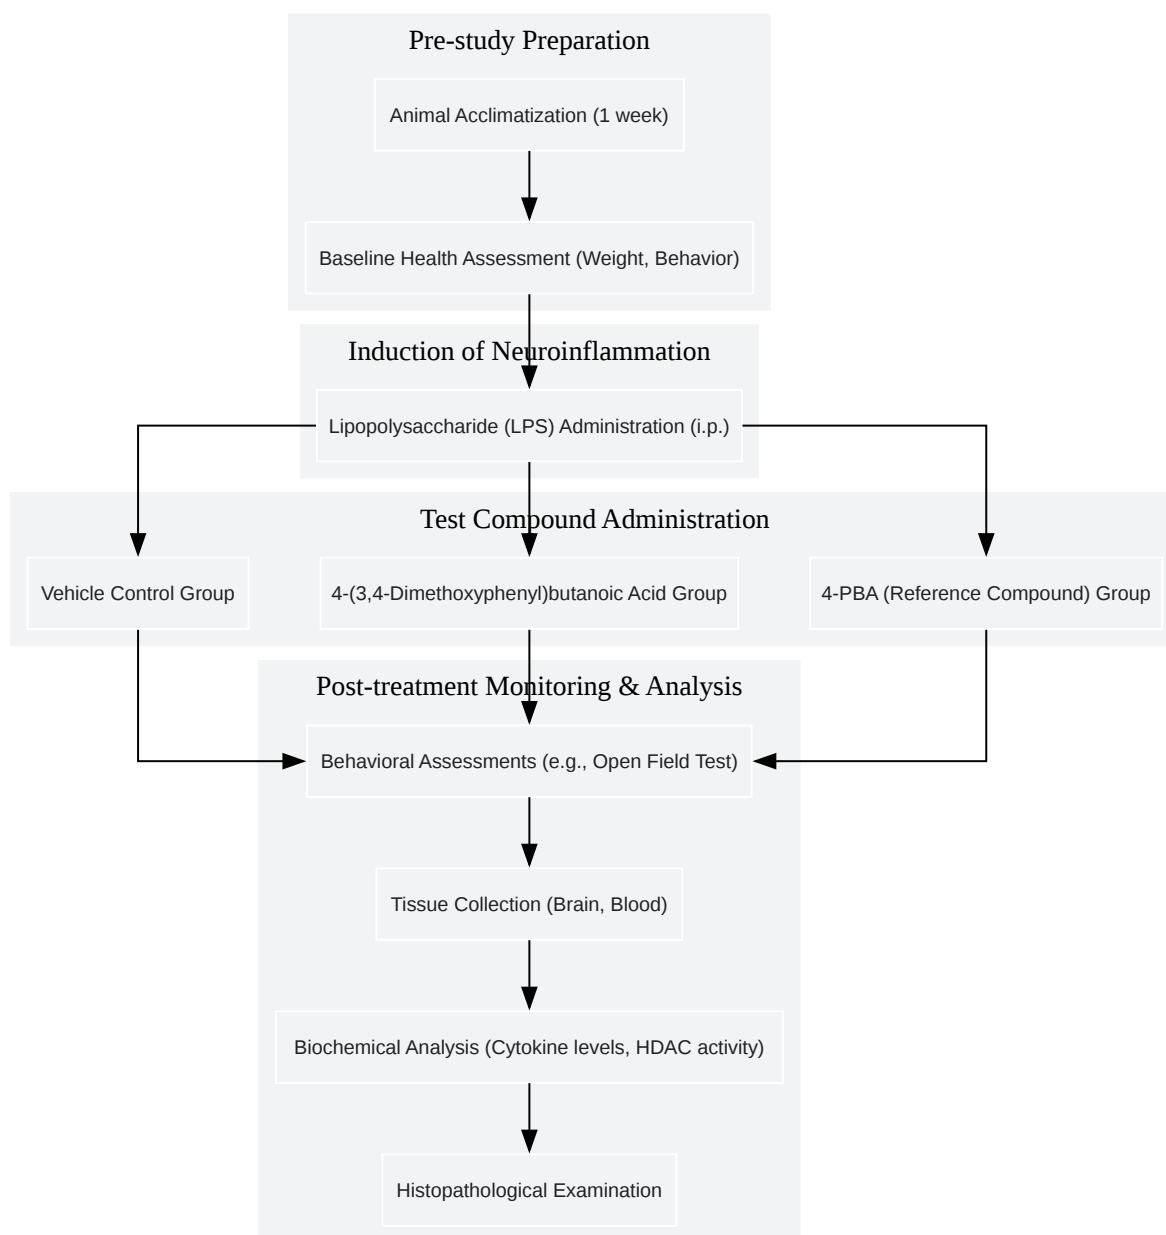 Pre-study Preparation
Animal Acclimatization (1 week)
Baseline Health Assessment (Weight, Behavior)
Induction of Neuroinflammation
Lipopolysaccharide (LPS) Administration (i.p.)
Test Compound Administration
Vehicle Control Group
4-(3,4-Dimethoxyphenyl)butanoic Acid Group
4-PBA (Reference Compound) Group
Post-treatment Monitoring & Analysis
Behavioral Assessments (e.g., Open Field Test)
Tissue Collection (Brain, Blood)
Biochemical Analysis (Cytokine levels, HDAC activity)
Histopathological Examination